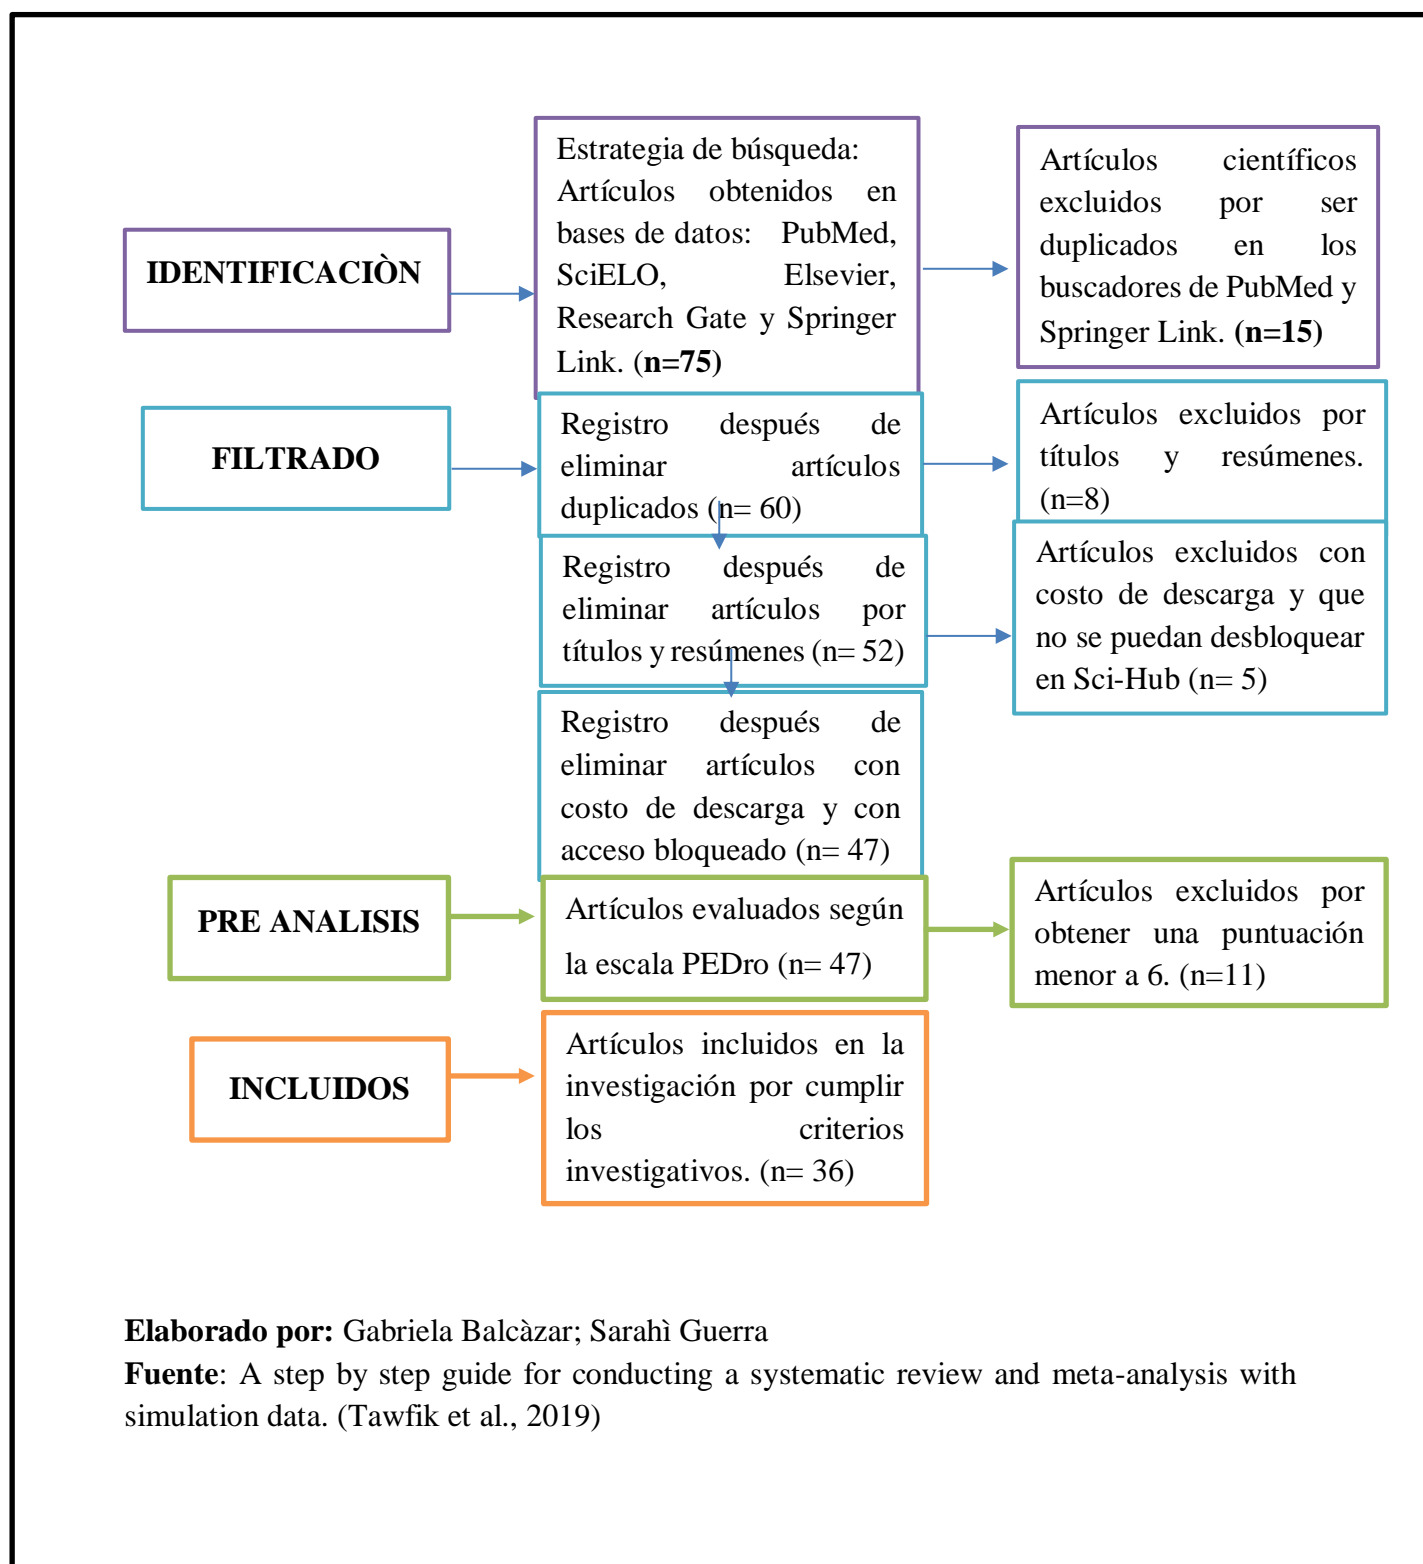 IDENTIFICACIÒN
Estrategia de búsqueda:
Artículos obtenidos en
bases de datos: PubMed,
SciELO, Elsevier,
Research Gate y Springer
Link. (n=75)
Artículos científicos
excluidos por ser
duplicados en los
buscadores de PubMed y
Springer Link. (n=15)
FILTRADO
Registro después de
eliminar artículos
duplicados (n= 60)
Artículos excluidos por
títulos y resúmenes.
(n=8)
Registro después de
eliminar artículos por
títulos y resúmenes (n= 52)
Artículos excluidos con
costo de descarga y que
no se puedan desbloquear
en Sci-Hub (n= 5)
Registro después de
eliminar artículos con
costo de descarga y con
acceso bloqueado (n= 47)
PRE ANALISIS
Artículos evaluados según
la escala PEDro (n= 47)
Artículos excluidos por
obtener una puntuación
menor a 6. (n=11)
INCLUIDOS
Artículos incluidos en la
investigación por cumplir
los criterios
investigativos. (n= 36)
Elaborado por: Gabriela Balcàzar; Sarahì Guerra
Fuente: A step by step guide for conducting a systematic review and meta-analysis with
simulation data. (Tawfik et al., 2019)